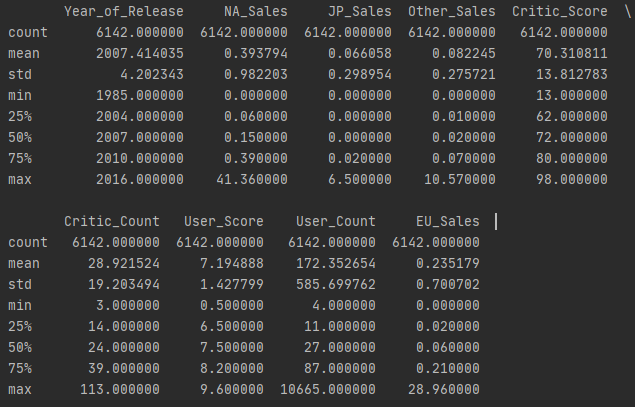 Year_of_Release     NA_Sales     JP_Sales  Other_Sales  Critic_Score  \
count      6142.000000  6142.000000  6142.000000  6142.000000   6142.000000
mean       2007.414035     0.393794     0.066058     0.082245     70.310811
std           4.202343     0.982203     0.298954     0.275721     13.812783
min        1985.000000     0.000000     0.000000     0.000000     13.000000
25%        2004.000000     0.060000     0.000000     0.010000     62.000000
50%        2007.000000     0.150000     0.000000     0.020000     72.000000
75%        2010.000000     0.390000     0.020000     0.070000     80.000000
max        2016.000000    41.360000     6.500000    10.570000     98.000000

       Critic_Count   User_Score    User_Count     EU_Sales
count   6142.000000  6142.000000   6142.000000  6142.000000
mean      28.921524     7.194888    172.352654     0.235179
std       19.203494     1.427799    585.699762     0.700702
min        3.000000     0.500000      4.000000     0.000000
25%       14.000000     6.500000     11.000000     0.020000
50%       24.000000     7.500000     27.000000     0.060000
75%       39.000000     8.200000     87.000000     0.210000
max      113.000000     9.600000  10665.000000    28.960000